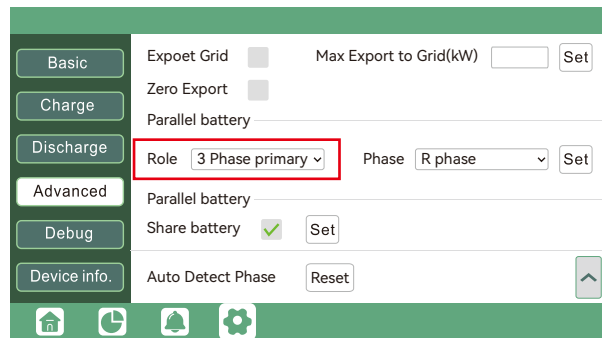 Basic
Charge
Discharge
Advanced
Debug
Device info.
Expoet Grid Max Export to Grid(kW) Set
Zero Export
Parallel battery
Role 3 Phase primary Phase R phase Set
Parallel battery
Share battery Set
Auto Detect Phase Reset